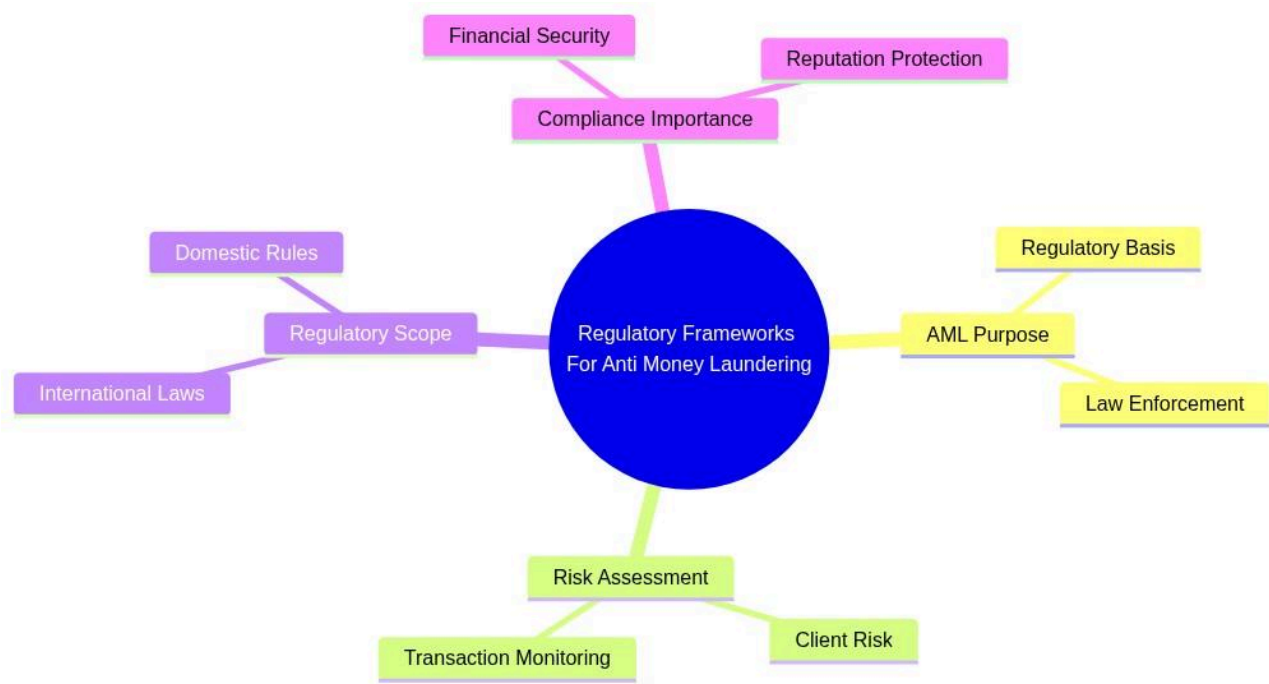 Financial Security
Reputation Protection
Compliance Importance
Domestic Rules
Regulatory Basis
Regulatory Scope
Regulatory Frameworks
For Anti Money Laundering
AML Purpose
International Laws
Law Enforcement
Risk Assessment
Client Risk
Transaction Monitoring